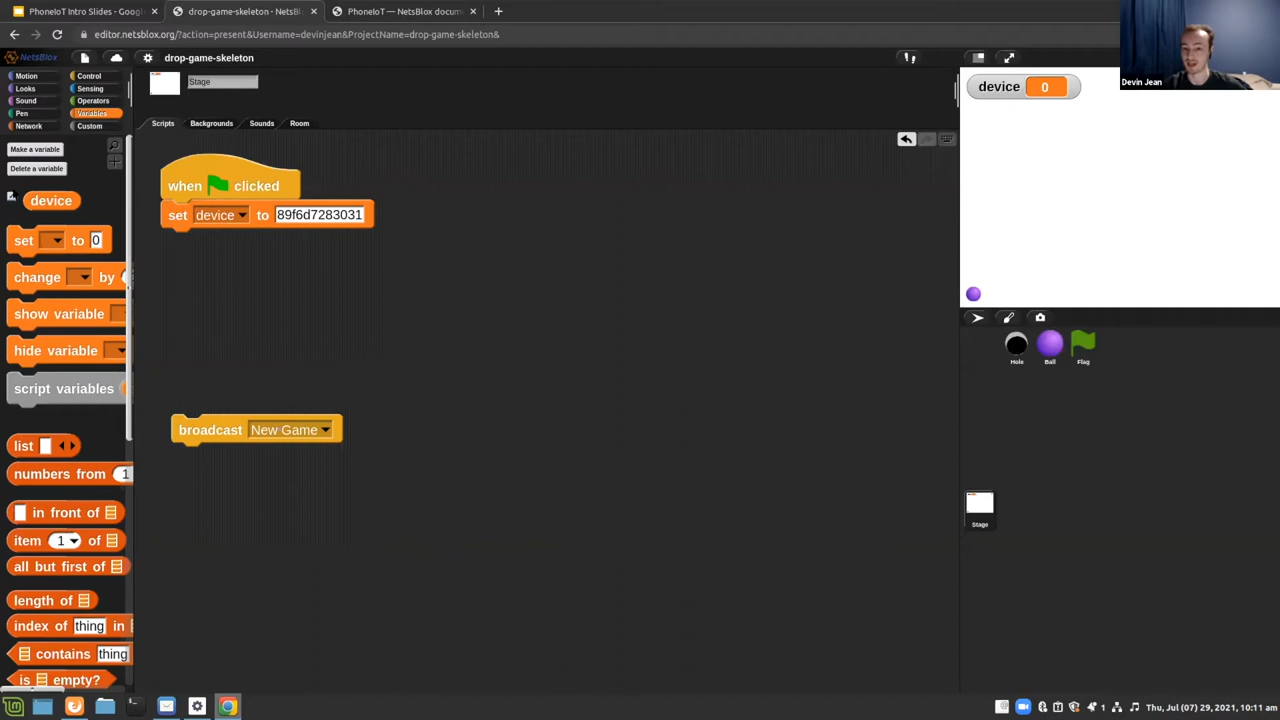 PhoneIoT Intro Slides - Goog
drop-game-skeleton - NetsBl
PhoneIoT — NetsBlox docum
editor.netsblox.org/?action=present&Username=devinjean&ProjectName=drop-game-skeleton&
NetsBlox
drop-game-skeleton
Devin Jean
Motion
Control
Looks
Sensing
Sound
Operators
Pen
Variables
Network
Custom
Stage
Scripts
Backgrounds
Sounds
Room
Make a variable
Delete a variable
device
set to 0
change by
show variable
hide variable
script variables
list
numbers from 1
in front of
item 1 of
all but first of
length of
index of thing in
contains thing
is empty?
when clicked
set device to 89f6d7283031
broadcast New Game
device 0
Hole
Ball
Flag
Stage
1
Thu, Jul (07) 29, 2021, 10:11 am